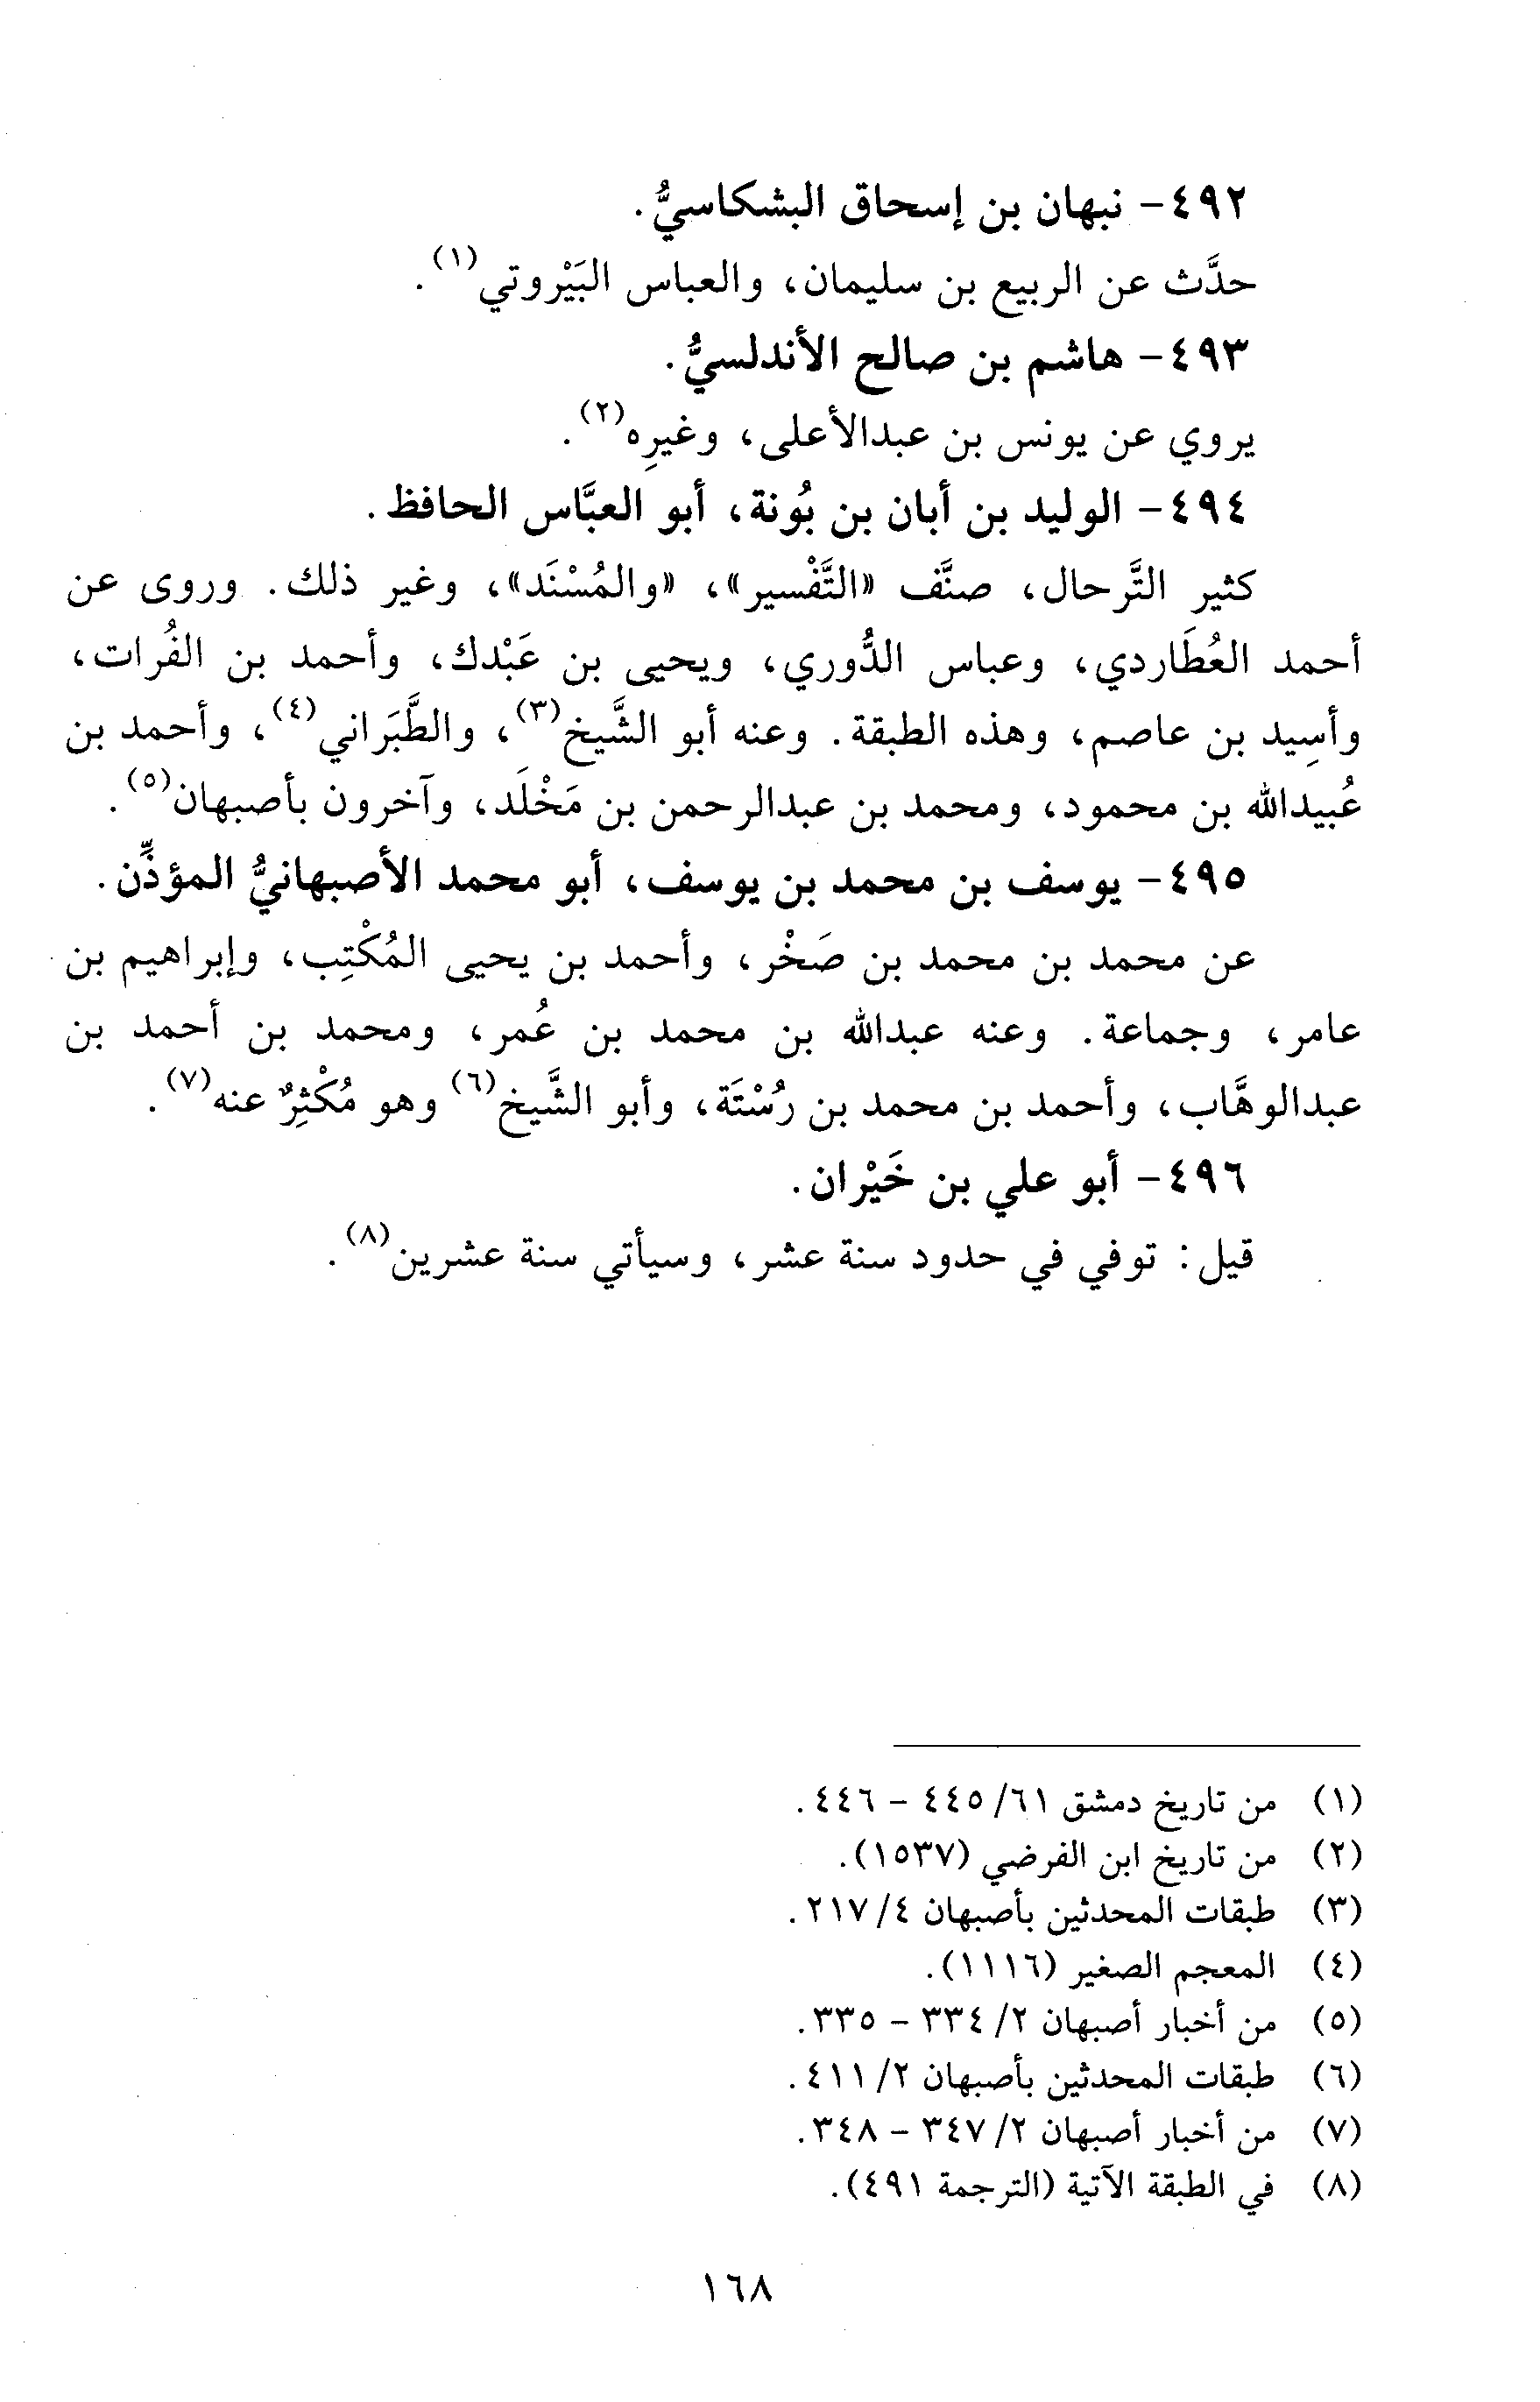 ٤٩٢- نبهان بن إسحاق البشكاسيُّ.
حدَّث عن الربيع بن سليمان، والعباس البَيْروتي(١).
٤٩٣- هاشم بن صالح الأندلسيُّ.
يروي عن يونس بن عبدالأعلى، وغيرِه(٢).
٤٩٤- الوليد بن أبان بن بُونة، أبو العبَّاس الحافظ.
كثير التَّرحال، صنَّف «التَّفْسير»، «والمُسْنَد»، وغير ذلك. وروى عن
أحمد العُطَاردي، وعباس الدُّوري، ويحيى بن عَبْدك، وأحمد بن الفُرات،
وأسِيد بن عاصم، وهذه الطبقة. وعنه أبو الشَّيخ(٣)، والطَّبَراني(٤)، وأحمد بن
عُبيدالله بن محمود، ومحمد بن عبدالرحمن بن مَخْلَد، وآخرون بأصبهان(٥).
٤٩٥- يوسف بن محمد بن يوسف، أبو محمد الأصبهانيُّ المؤذِّن.
عن محمد بن محمد بن صَخْر، وأحمد بن يحيى المُكْتِب، وإبراهيم بن
عامر، وجماعة. وعنه عبدالله بن محمد بن عُمر، ومحمد بن أحمد بن
عبدالوهَّاب، وأحمد بن محمد بن رُسْتَة، وأبو الشَّيخ(٦) وهو مُكْثِرٌ عنه(٧).
٤٩٦- أبو علي بن خَيْران.
قيل: توفي في حدود سنة عشر، وسيأتي سنة عشرين(٨).
(١) من تاريخ دمشق ٦١/ ٤٤٥ - ٤٤٦.
(٢) من تاريخ ابن الفرضي (١٥٣٧).
(٣) طبقات المحدثين بأصبهان ٤/ ٢١٧.
(٤) المعجم الصغير (١١١٦).
(٥) من أخبار أصبهان ٢/ ٣٣٤ - ٣٣٥.
(٦) طبقات المحدثين بأصبهان ٢/ ٤١١.
(٧) من أخبار أصبهان ٢/ ٣٤٧ - ٣٤٨.
(٨) في الطبقة الآتية (الترجمة ٤٩١).
١٦٨